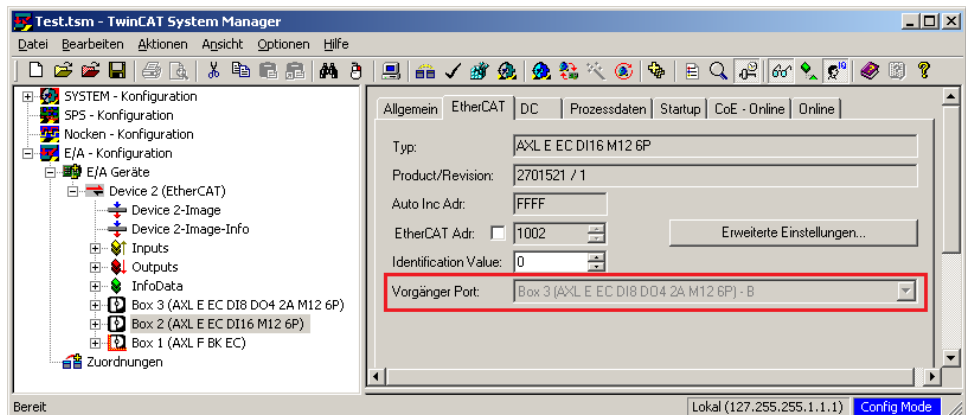 Test.tsm - TwinCAT System Manager
Datei Bearbeiten Aktionen Ansicht Optionen Hilfe
SYSTEM - Konfiguration
SPS - Konfiguration
Nocken - Konfiguration
E/A - Konfiguration
E/A Geräte
Device 2 (EtherCAT)
Device 2-Image
Device 2-Image-Info
Inputs
Outputs
InfoData
Box 3 (AXL E EC DI8 DO4 2A M12 6P)
Box 2 (AXL E EC DI16 M12 6P)
Box 1 (AXL F BK EC)
Zuordnungen
Allgemein EtherCAT DC Prozessdaten Startup CoE - Online Online
Typ: AXL E EC DI16 M12 6P
Product/Revision: 2701521 / 1
Auto Inc Adr: FFFF
EtherCAT Adr: 1002 Erweiterte Einstellungen...
Identification Value: 0
Vorgänger Port: Box 3 (AXL E EC DI8 DO4 2A M12 6P) - B
Bereit Lokal (127.255.255.1.1.1) Config Mode